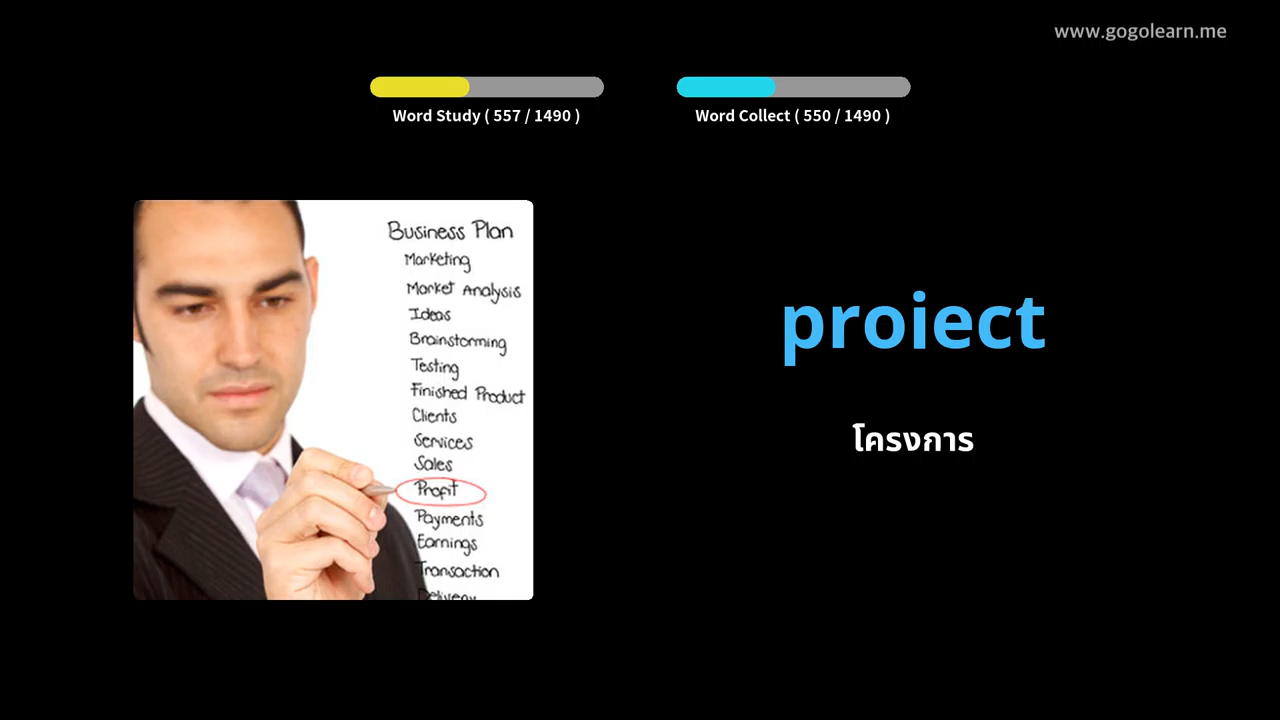 www.gogolearn.me
Word Study ( 557 / 1490 )
Word Collect ( 550 / 1490 )
Business Plan
Marketing
Market Analysis
Ideas
Brainstorming
Testing
Finished Product
Clients
Services
Sales
Profit
Payments
Earnings
Transaction
Delivery
proiect
โครงการ